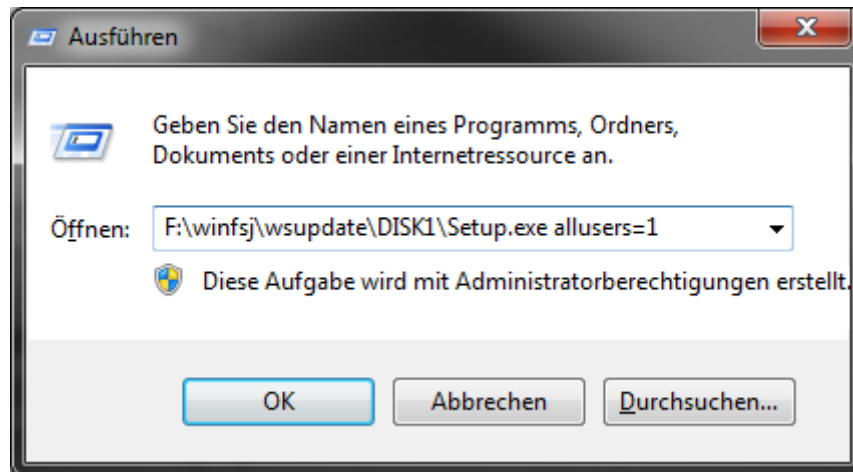 Ausführen
Geben Sie den Namen eines Programms, Ordners,
Dokuments oder einer Internetressource an.
Öffnen: F:\winfsj\wsupdate\DISK1\Setup.exe allusers=1
Diese Aufgabe wird mit Administratorberechtigungen erstellt.
OK Abbrechen Durchsuchen...